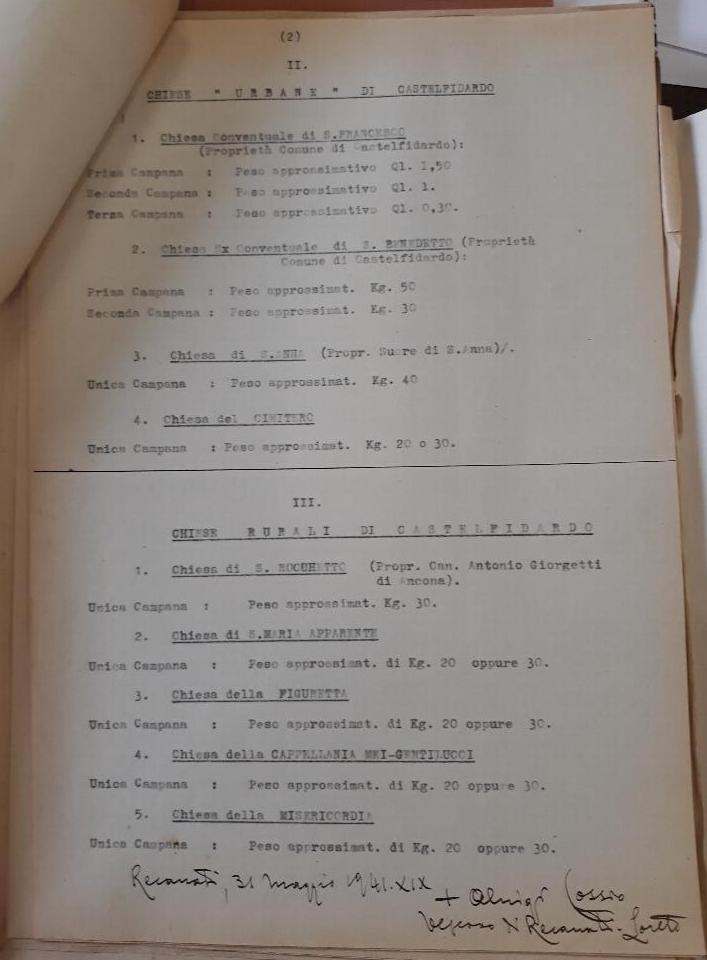 (2)
II.
CHIESE " U R B A N E " DI CASTELFIDARDO
1. Chiesa Conventuale di S.FRANCESCO
(Proprietà Comune di Castelfidardo):
Prima Campana : Peso approssimativo Ql. 1,50
Seconda Campana : Peso approssimativo Ql. 1.
Terza Campana : Peso approssimativo Ql. 0,30.
2. Chiesa Ex Conventuale di S. BENEDETTO (Proprietà
Comune di Castelfidardo):
Prima Campana : Peso approssimat. Kg. 50
Seconda Campana : Peso approssimat. Kg. 30
3. Chiesa di S.ANNA (Propr. Suore di S.Anna)/.
Unica Campana : Peso approssimat. Kg. 40
4. Chiesa del CIMITERO
Unica Campana : Peso approssimat. Kg. 20 o 30.
III.
CHIESE R U R A L I DI C A S T E L F I D A R D O
1. Chiesa di S. ROCCHETTO (Propr. Can. Antonio Giorgetti
di Ancona).
Unica Campana : Peso approssimat. Kg. 30.
2. Chiesa di S.MARIA APPARENTE
Unica Campana : Peso approssimat. di Kg. 20 oppure 30.
3. Chiesa della FIGURETTA
Unica Campana : Peso approssimat. di Kg. 20 oppure 30.
4. Chiesa della CAPPELLANIA MEI-GENTILUCCI
Unica Campana : Peso approssimat. di Kg. 20 oppure 30.
5. Chiesa della MISERICORDIA
Unica Campana : Peso approssimat. di Kg. 20 oppure 30.
Recanati, 31 Maggio 1941.XIX
+ Aluigi Cossio
Vescovo di Recanati-Loreto